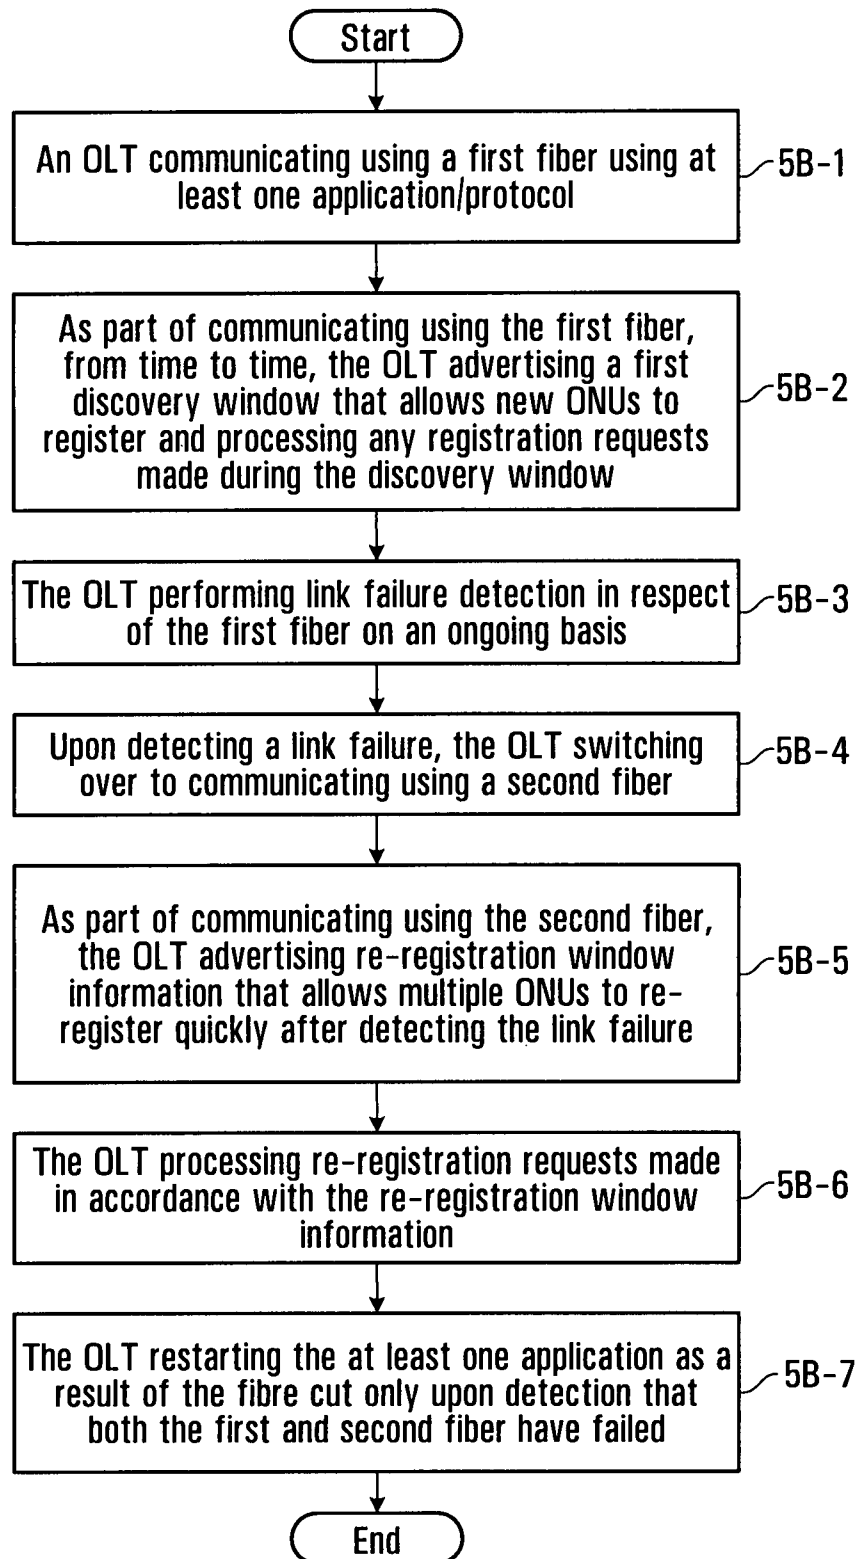 Start
An OLT communicating using a first fiber using at
least one application/protocol
5B-1
As part of communicating using the first fiber,
from time to time, the OLT advertising a first
discovery window that allows new ONUs to
register and processing any registration requests
made during the discovery window
5B-2
The OLT performing link failure detection in respect
of the first fiber on an ongoing basis
5B-3
Upon detecting a link failure, the OLT switching
over to communicating using a second fiber
5B-4
As part of communicating using the second fiber,
the OLT advertising re-registration window
information that allows multiple ONUs to re-
register quickly after detecting the link failure
5B-5
The OLT processing re-registration requests made
in accordance with the re-registration window
information
5B-6
The OLT restarting the at least one application as a
result of the fibre cut only upon detection that
both the first and second fiber have failed
5B-7
End